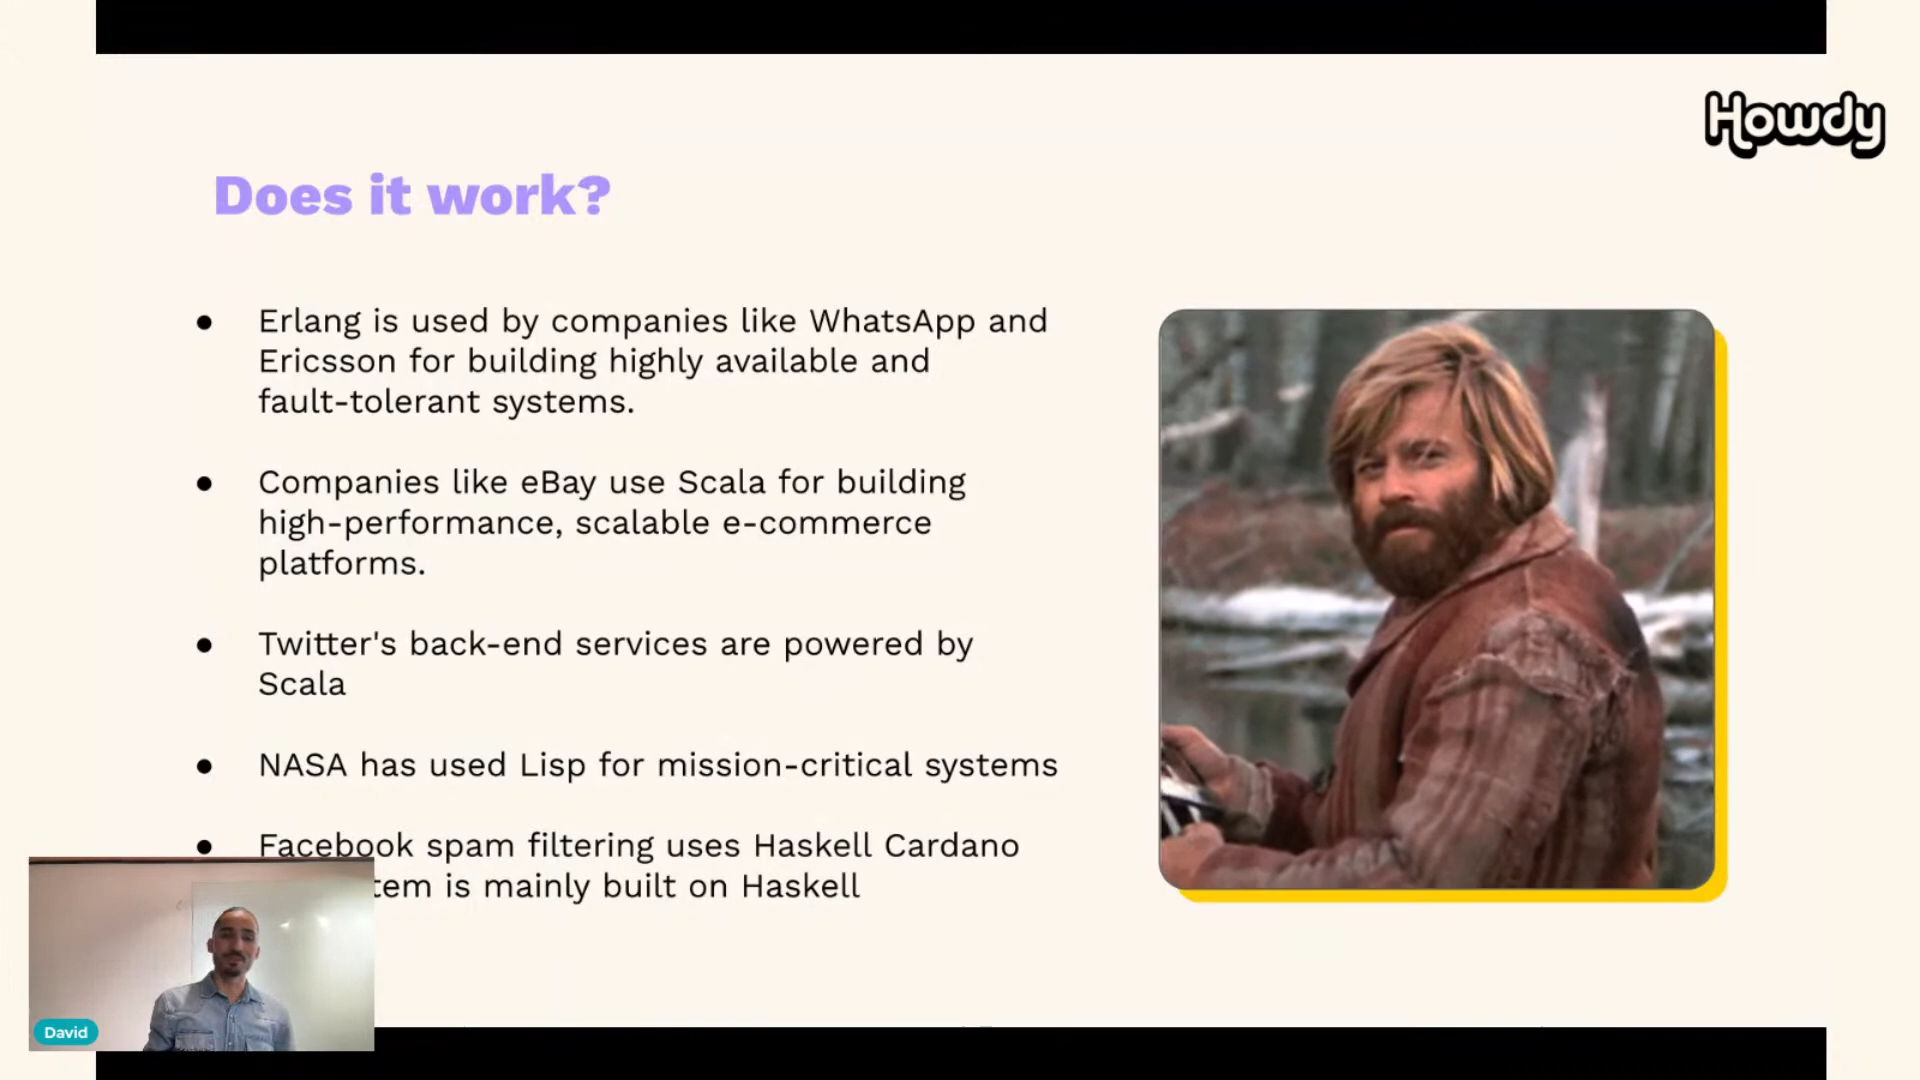 Howdy
Does it work?
● Erlang is used by companies like WhatsApp and
Ericsson for building highly available and
fault-tolerant systems.
● Companies like eBay use Scala for building
high-performance, scalable e-commerce
platforms.
● Twitter's back-end services are powered by
Scala
● NASA has used Lisp for mission-critical systems
● Facebook spam filtering uses Haskell Cardano
tem is mainly built on Haskell
David